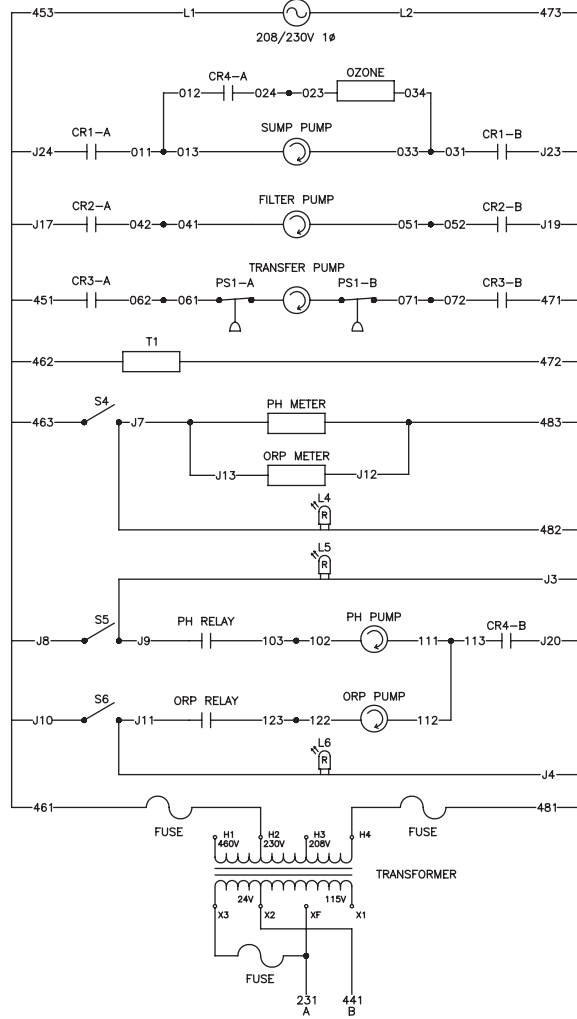 453 L1 L2 473
208/230V 1ø
CR4-A OZONE
012 024 023 034
CR1-A SUMP PUMP CR1-B
J24 011 013 033 031 J23
CR2-A FILTER PUMP CR2-B
J17 042 041 051 052 J19
TRANSFER PUMP
CR3-A PS1-A PS1-B CR3-B
451 062 061 071 072 471
T1
462 472
S4 PH METER
463 J7 483
ORP METER
J13 J12
L4
R
482
L5
R
J3
S5 PH RELAY PH PUMP CR4-B
J8 J9 103 102 111 113 J20
S6 ORP RELAY ORP PUMP
J10 J11 123 122 112
L6
R
J4
461 481
FUSE FUSE
H1 H2 H3 H4
460V 230V 208V
TRANSFORMER
24V 115V
X3 X2 XF X1
FUSE
231 441
A B